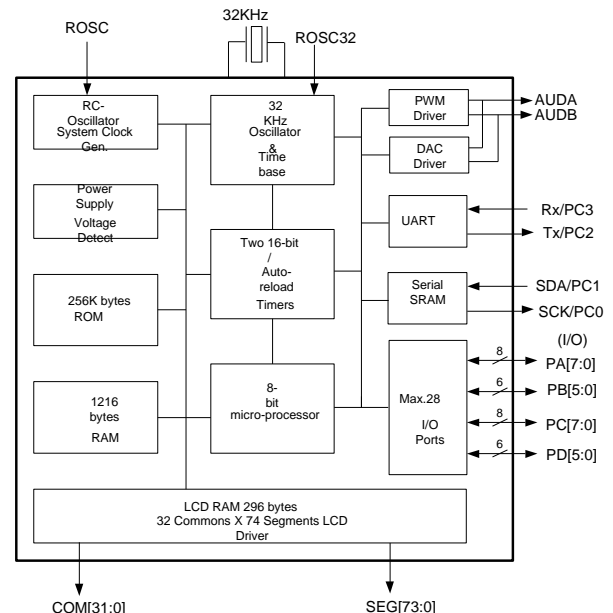 32KHz
ROSC
ROSC32
RC-
Oscillator
System Clock
Gen.
32
KHz
Oscillator
&
Time
base
PWM
Driver
AUDA
AUDB
DAC
Driver
Power
Supply
Voltage
Detect
UART
Rx/PC3
Tx/PC2
Two 16-bit
/
Auto-
reload
Timers
256K bytes
ROM
Serial
SRAM
SDA/PC1
SCK/PC0
(I/O)
8
PA[7:0]
6
PB[5:0]
8
PC[7:0]
6
PD[5:0]
Max.28
I/O
Ports
8-
bit
micro-processor
1216
bytes
RAM
LCD RAM 296 bytes
32 Commons X 74 Segments LCD
Driver
COM[31:0]
SEG[73:0]